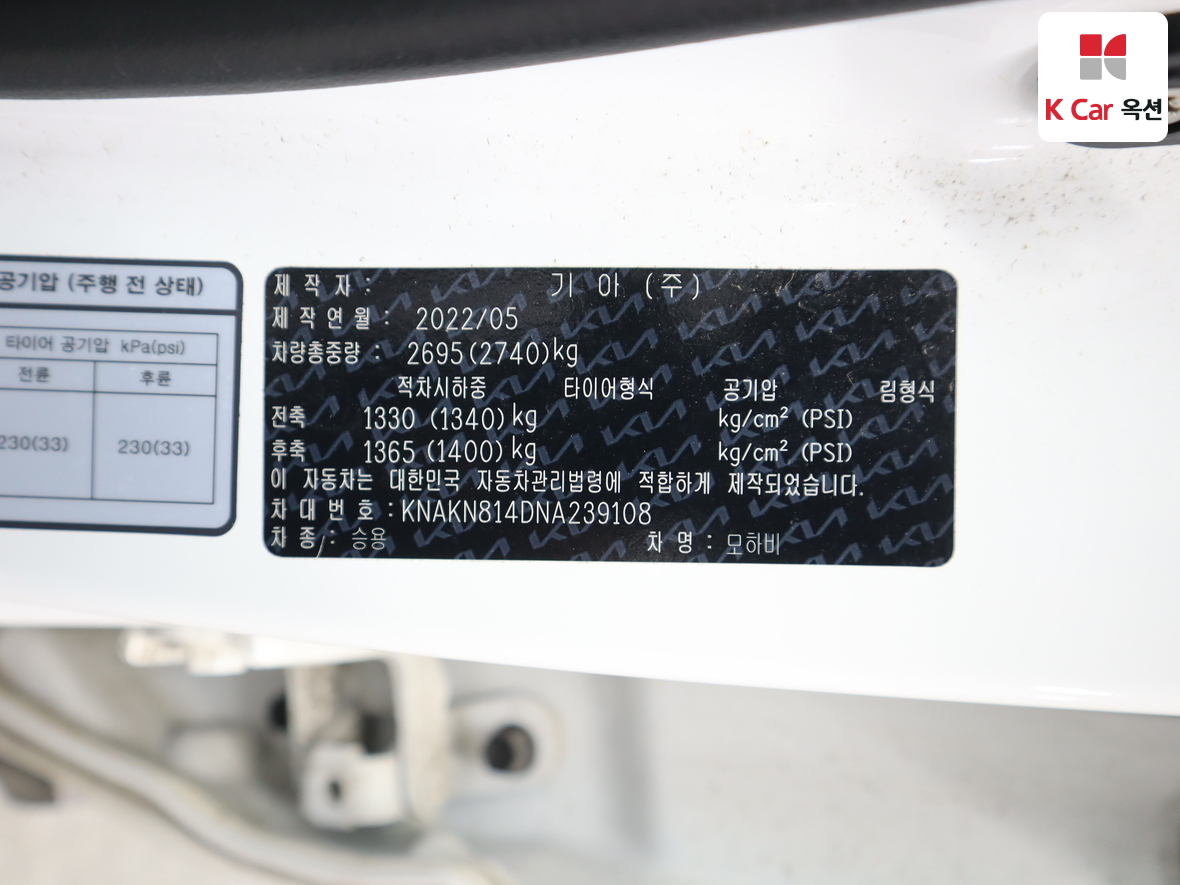 K Car 옥션
공기압 (주행 전 상태)
타이어 공기압 kPa(psi)
전륜 후륜
230(33) 230(33)
제 작 자 : 기 아 (주)
제 작 연 월 : 2022/05
차량총중량 : 2695(2740)kg
적차시하중 타이어형식 공기압 림형식
전축 1330 (1340) kg kg/cm² (PSI)
후축 1365 (1400) kg kg/cm² (PSI)
이 자동차는 대한민국 자동차관리법령에 적합하게 제작되었습니다.
차 대 번 호 : KNAKN814DNA239108
차 종 : 승용 차 명 : 모하비